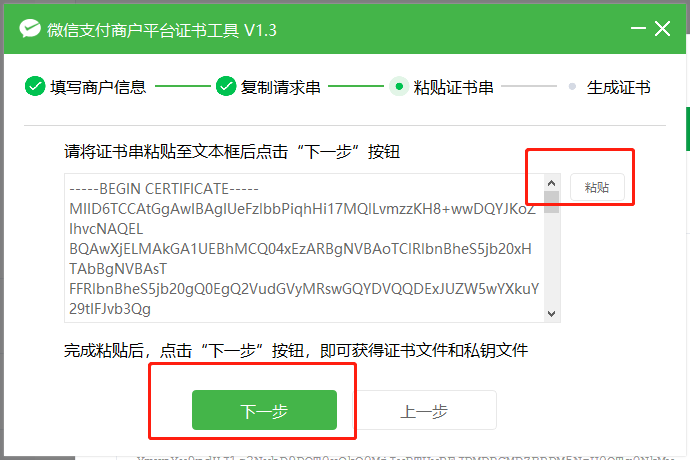 微信支付商户平台证书工具 V1.3
填写商户信息
复制请求串
粘贴证书串
生成证书
请将证书串粘贴至文本框后点击“下一步”按钮
粘贴
-----BEGIN CERTIFICATE-----
MIID6TCCAtGgAwIBAgIUeFzlbbPiqhHi17MQlLvmzzKH8+wwDQYJKoZ
IhvcNAQEL
BQAwXjELMAkGA1UEBhMCQ04xEzARBgNVBAoTClRlbnBheS5jb20xH
TAbBgNVBAsT
FFRlbnBheS5jb20gQ0EgQ2VudGVyMRswGQYDVQQDExJUZW5wYXkuY
29tIFJvb3Qg
完成粘贴后，点击“下一步”按钮，即可获得证书文件和私钥文件
下一步
上一步